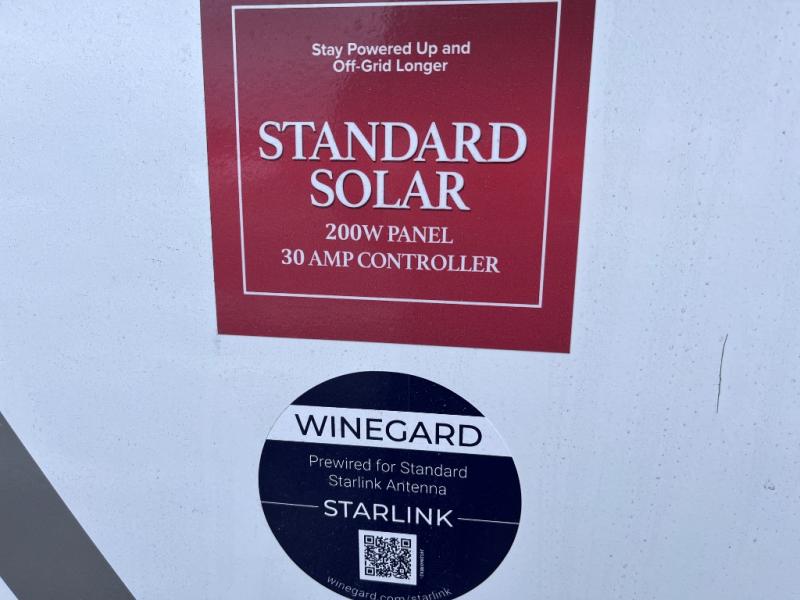 Stay Powered Up and
Off-Grid Longer
STANDARD
SOLAR
200W PANEL
30 AMP CONTROLLER
WINEGARD
Prewired for Standard
Starlink Antenna
STARLINK
winegard.com/starlink